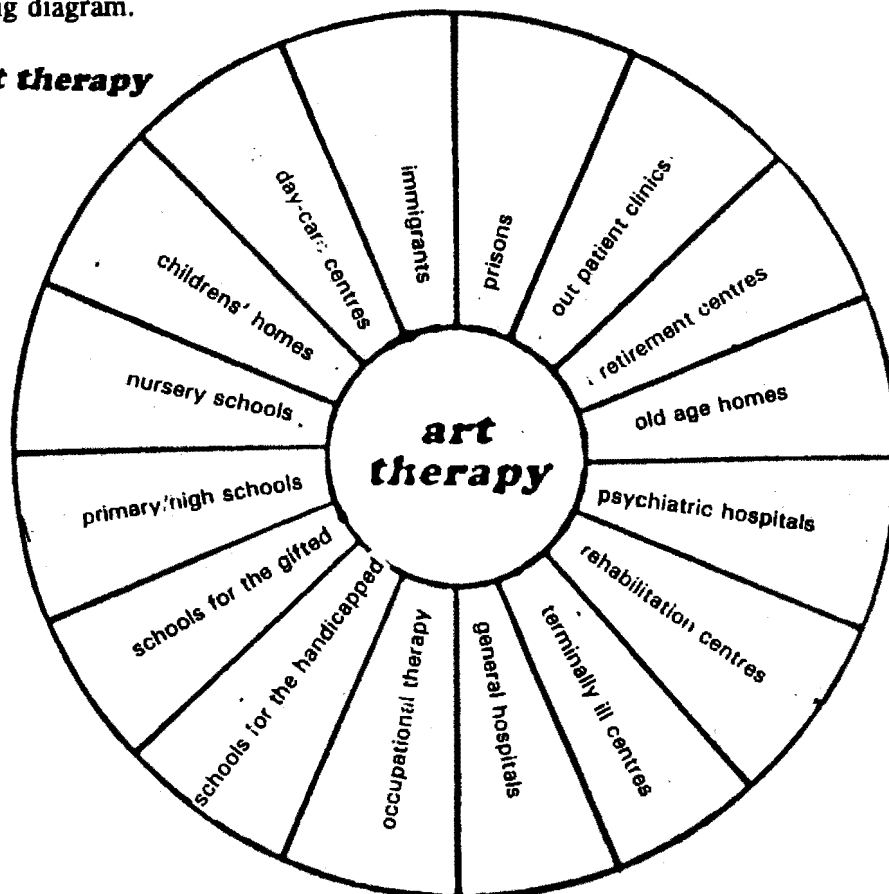 ng diagram.
t therapy
immigrants
prisons
out patient clinics
retirement centres
old age homes
psychiatric hospitals
rehabilitation centres
terminally ill centres
general hospitals
occupational therapy
schools for the handicapped
schools for the gifted
primary/high schools
nursery schools
childrens' homes
day-care centres
art
therapy